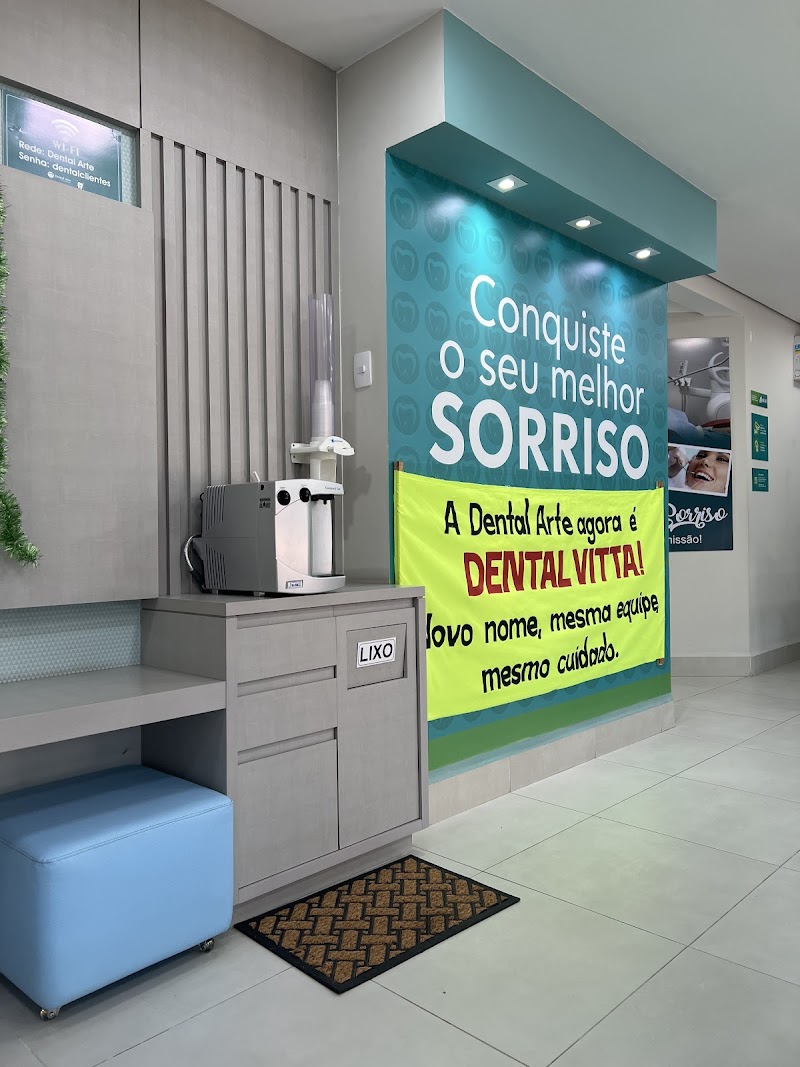 WI-FI
Rede: Dental Arte
Senha: dentalclientes
Conquiste
o seu melhor
SORRISO
A Dental Arte agora é
DENTAL VITTA!
Novo nome, mesma equipe,
mesmo cuidado.
LIXO
Sorriso
missão!